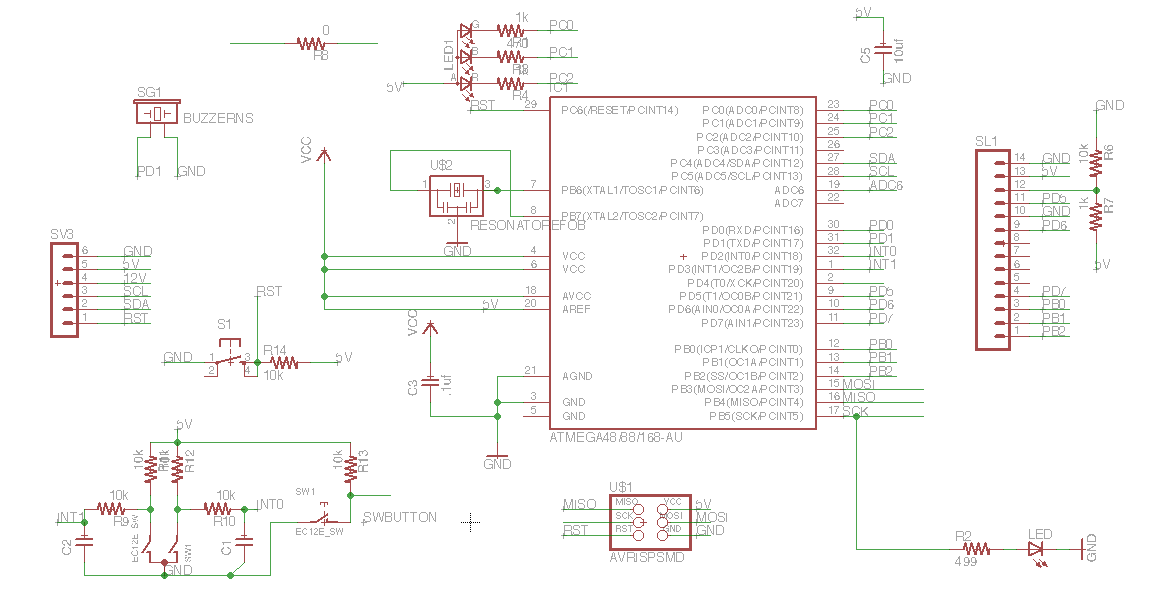 0
R8
LED1
G
B
A R
1k
470
R3
R4
PC0
PC1
PC2
IC1
5V
5V
C5
10uf
GND
SG1
BUZZERNS
PD1 GND
VCC
RST
29 PC6(/RESET/PCINT14)
7 PB6(XTAL1/TOSC1/PCINT6)
8 PB7(XTAL2/TOSC2/PCINT7)
4 VCC
6 VCC
18 AVCC
20 AREF
21 AGND
3 GND
5 GND
PC0(ADC0/PCINT8) 23 PC0
PC1(ADC1/PCINT9) 24 PC1
PC2(ADC2/PCINT10) 25 PC2
PC3(ADC3/PCINT11) 26
PC4(ADC4/SDA/PCINT12) 27 SDA
PC5(ADC5/SCL/PCINT13) 28 SCL
ADC6 19 ADC6
ADC7 22
PD0(RXD/PCINT16) 30 PD0
PD1(TXD/PCINT17) 31 PD1
PD2(INT0/PCINT18) 32 INT0
PD3(INT1/OC2B/PCINT19) 1 INT1
PD4(T0/XCK/PCINT20) 2
PD5(T1/OC0B/PCINT21) 9 PD5
PD6(AIN0/OC0A/PCINT22) 10 PD6
PD7(AIN1/PCINT23) 11 PD7
PB0(ICP1/CLKO/PCINT0) 12 PB0
PB1(OC1A/PCINT1) 13 PB1
PB2(SS/OC1B/PCINT2) 14 PB2
PB3(MOSI/OC2A/PCINT3) 15 MOSI
PB4(MISO/PCINT4) 16 MISO
PB5(SCK/PCINT5) 17 SCK
ATMEGA48/88/168-AU
U$2
1 3
2
RESONATOREFOB
GND
5V
SL1
14 GND
13 5V
12
11 PD5
10 GND
9 PD6
8
7
6
5
4 PD7
3 PB0
2 PB1
1 PB2
GND
10k
R6
1k
R7
5V
SV3
6 GND
5 5V
4 12V
3 SCL
2 SDA
1 RST
RST
S1
GND
1 3
2 4
R14
10k
5V
VCC
C3
.1uf
GND
5V
10k
R12
10k
R13
10k
R9
10k
R10
INT1
INT0
C2
C1
EC12E_SW
SW1
GND
SW1
EC12E_SW
SWBUTTON
U$1
MISO MISO VCC 5V
SCK MOSI MOSI
RST RST GND GND
AVRISPSMD
R2
499
LED
GND